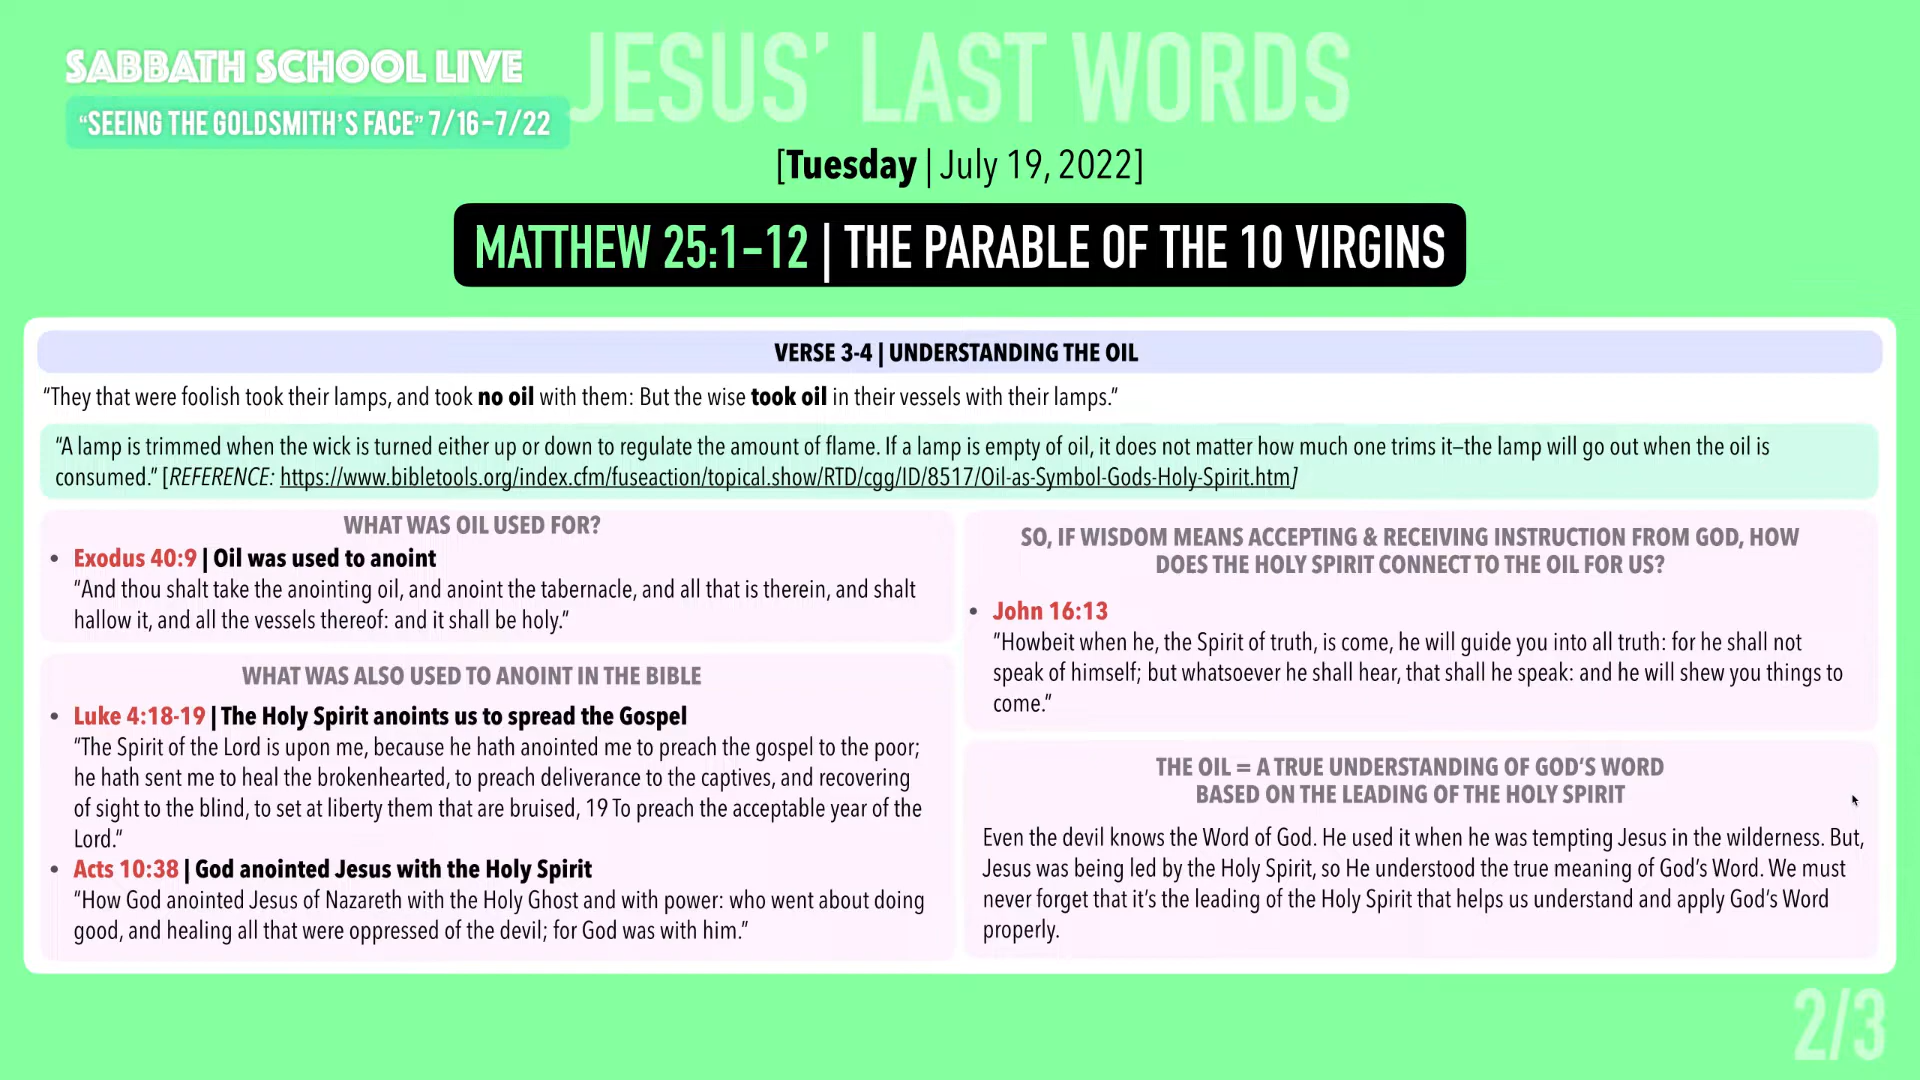 SABBATH SCHOOL LIVE
JESUS’ LAST WORDS
“SEEING THE GOLDSMITH’S FACE” 7/16–7/22
[Tuesday | July 19, 2022]
MATTHEW 25:1–12 | THE PARABLE OF THE 10 VIRGINS
VERSE 3-4 | UNDERSTANDING THE OIL
“They that were foolish took their lamps, and took no oil with them: But the wise took oil in their vessels with their lamps.”
“A lamp is trimmed when the wick is turned either up or down to regulate the amount of flame. If a lamp is empty of oil, it does not matter how much one trims it—the lamp will go out when the oil is
consumed.” [REFERENCE: https://www.bibletools.org/index.cfm/fuseaction/topical.show/RTD/cgg/ID/8517/Oil-as-Symbol-Gods-Holy-Spirit.htm]
WHAT WAS OIL USED FOR?
• Exodus 40:9 | Oil was used to anoint
“And thou shalt take the anointing oil, and anoint the tabernacle, and all that is therein, and shalt
hallow it, and all the vessels thereof: and it shall be holy.”
WHAT WAS ALSO USED TO ANOINT IN THE BIBLE
• Luke 4:18-19 | The Holy Spirit anoints us to spread the Gospel
“The Spirit of the Lord is upon me, because he hath anointed me to preach the gospel to the poor;
he hath sent me to heal the brokenhearted, to preach deliverance to the captives, and recovering
of sight to the blind, to set at liberty them that are bruised, 19 To preach the acceptable year of the
Lord.“
• Acts 10:38 | God anointed Jesus with the Holy Spirit
“How God anointed Jesus of Nazareth with the Holy Ghost and with power: who went about doing
good, and healing all that were oppressed of the devil; for God was with him.”
SO, IF WISDOM MEANS ACCEPTING & RECEIVING INSTRUCTION FROM GOD, HOW
DOES THE HOLY SPIRIT CONNECT TO THE OIL FOR US?
• John 16:13
"Howbeit when he, the Spirit of truth, is come, he will guide you into all truth: for he shall not
speak of himself; but whatsoever he shall hear, that shall he speak: and he will shew you things to
come.”
THE OIL = A TRUE UNDERSTANDING OF GOD’S WORD
BASED ON THE LEADING OF THE HOLY SPIRIT
Even the devil knows the Word of God. He used it when he was tempting Jesus in the wilderness. But,
Jesus was being led by the Holy Spirit, so He understood the true meaning of God’s Word. We must
never forget that it’s the leading of the Holy Spirit that helps us understand and apply God’s Word
properly.
2/3